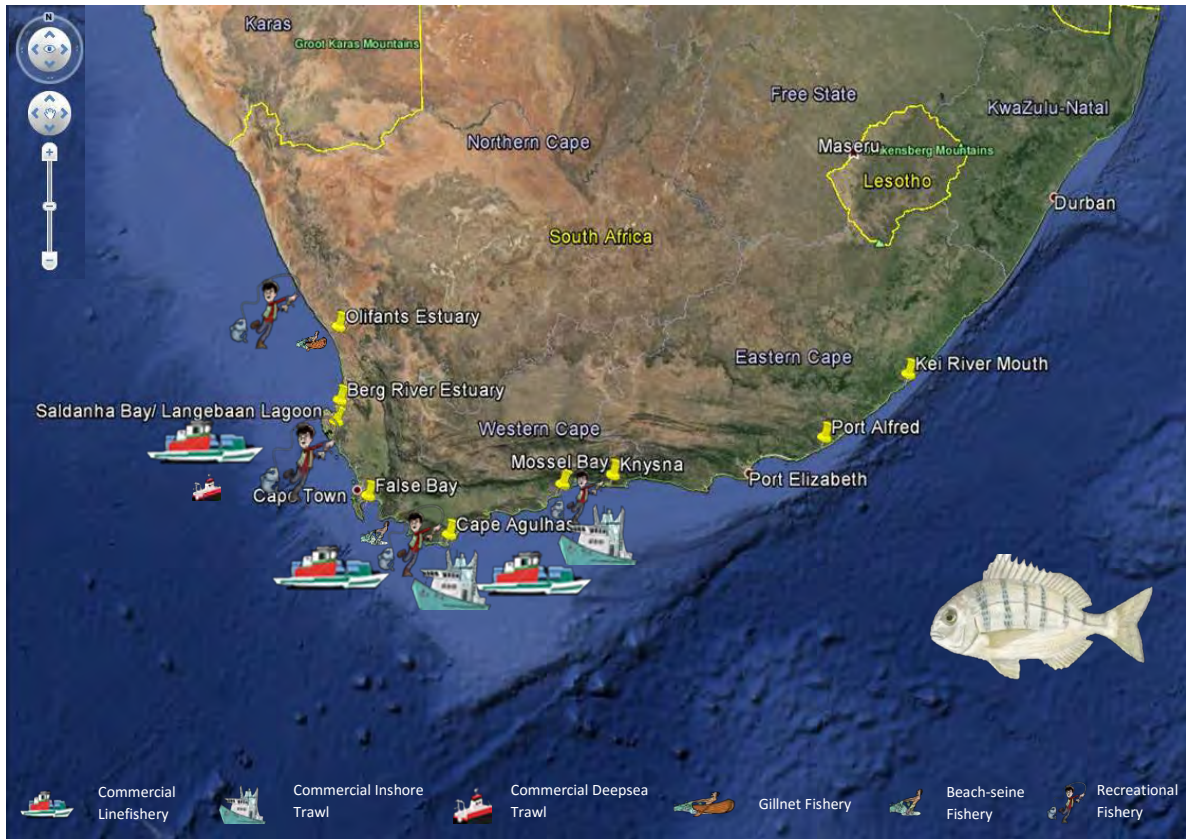 N
Karas
Groot Karas Mountains
Free State
KwaZulu-Natal
Northern Cape
Maseru
kensberg Mountains
Lesotho
Durban
South Africa
Olifants Estuary
Eastern Cape
Kei River Mouth
Berg River Estuary
Saldanha Bay/ Langebaan Lagoon
Western Cape
Port Alfred
Mossel Bay
Knysna
Port Elizabeth
Cape Town
False Bay
Cape Agulhas
Commercial
Linefishery
Commercial Inshore
Trawl
Commercial Deepsea
Trawl
Gillnet Fishery
Beach-seine
Fishery
Recreational
Fishery